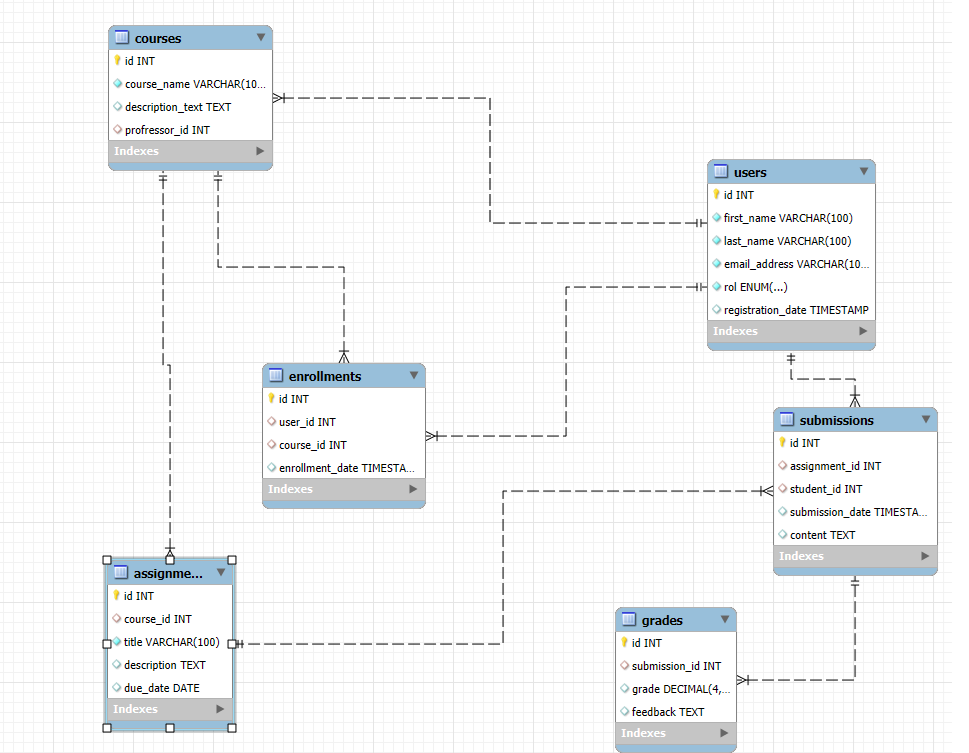 courses
id INT
course_name VARCHAR(10...
description_text TEXT
profressor_id INT
Indexes
users
id INT
first_name VARCHAR(100)
last_name VARCHAR(100)
email_address VARCHAR(10...
rol ENUM(...)
registration_date TIMESTAMP
Indexes
enrollments
id INT
user_id INT
course_id INT
enrollment_date TIMESTA...
Indexes
submissions
id INT
assignment_id INT
student_id INT
submission_date TIMESTA...
content TEXT
Indexes
assignme...
id INT
course_id INT
title VARCHAR(100)
description TEXT
due_date DATE
Indexes
grades
id INT
submission_id INT
grade DECIMAL(4,...
feedback TEXT
Indexes